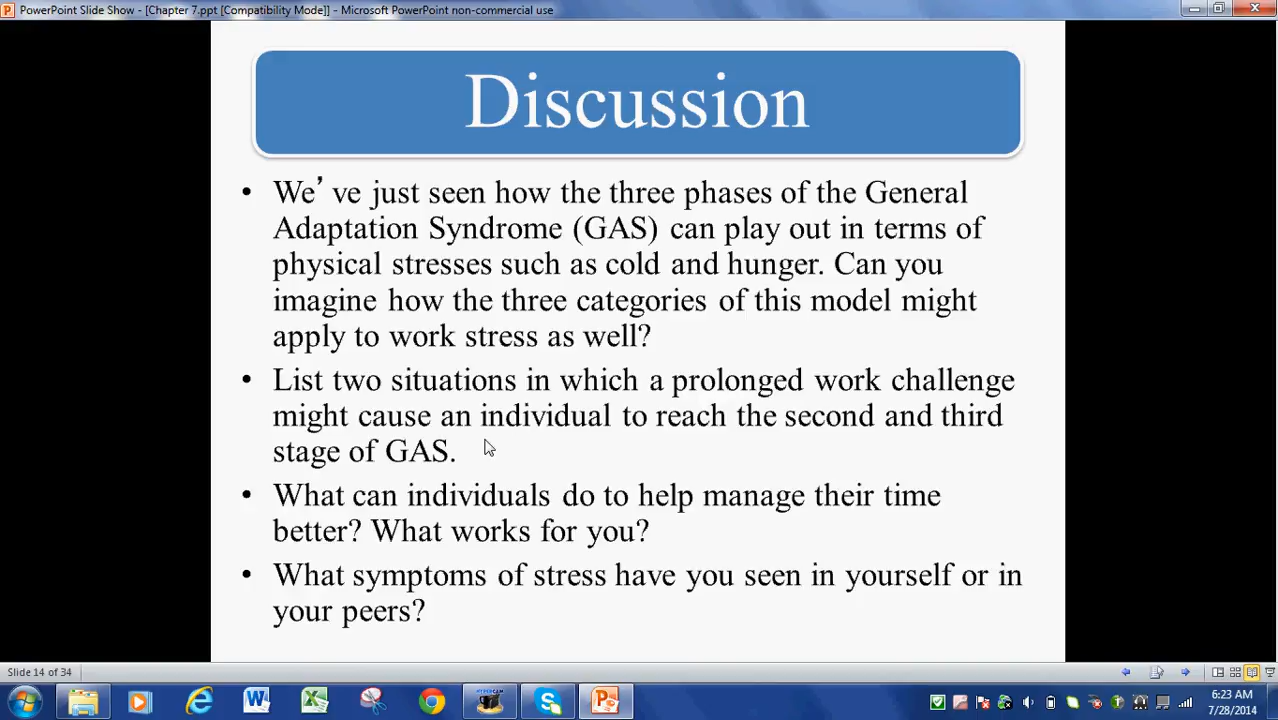 PowerPoint Slide Show - [Chapter 7.ppt [Compatibility Mode]] - Microsoft PowerPoint non-commercial use
Discussion
• We’ve just seen how the three phases of the General
Adaptation Syndrome (GAS) can play out in terms of
physical stresses such as cold and hunger. Can you
imagine how the three categories of this model might
apply to work stress as well?
• List two situations in which a prolonged work challenge
might cause an individual to reach the second and third
stage of GAS.
• What can individuals do to help manage their time
better? What works for you?
• What symptoms of stress have you seen in yourself or in
your peers?
Slide 14 of 34
HYPERCAM
6:23 AM
7/28/2014